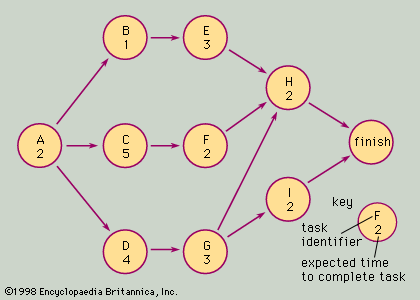 B
1
E
3
H
2
A
2
C
5
F
2
finish
I
2
D
4
G
3
key
F
2
task
identifier
expected time
to complete task
©1998 Encyclopaedia Britannica, Inc.